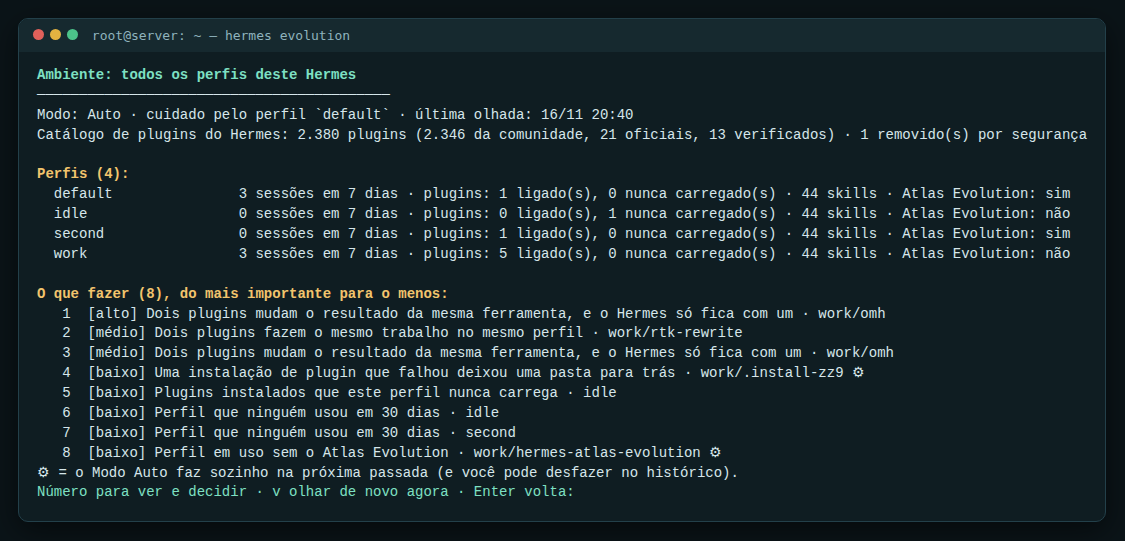 root@server: ~ — hermes evolution
Ambiente: todos os perfis deste Hermes
──────────────────────────────────────────
Modo: Auto · cuidado pelo perfil `default` · última olhada: 16/11 20:40
Catálogo de plugins do Hermes: 2.380 plugins (2.346 da comunidade, 21 oficiais, 13 verificados) · 1 removido(s) por segurança
Perfis (4):
default 3 sessões em 7 dias · plugins: 1 ligado(s), 0 nunca carregado(s) · 44 skills · Atlas Evolution: sim
idle 0 sessões em 7 dias · plugins: 0 ligado(s), 1 nunca carregado(s) · 44 skills · Atlas Evolution: não
second 0 sessões em 7 dias · plugins: 1 ligado(s), 0 nunca carregado(s) · 44 skills · Atlas Evolution: sim
work 3 sessões em 7 dias · plugins: 5 ligado(s), 0 nunca carregado(s) · 44 skills · Atlas Evolution: não
O que fazer (8), do mais importante para o menos:
1 [alto] Dois plugins mudam o resultado da mesma ferramenta, e o Hermes só fica com um · work/omh
2 [médio] Dois plugins fazem o mesmo trabalho no mesmo perfil · work/rtk-rewrite
3 [médio] Dois plugins mudam o resultado da mesma ferramenta, e o Hermes só fica com um · work/omh
4 [baixo] Uma instalação de plugin que falhou deixou uma pasta para trás · work/.install-zz9 ⚙
5 [baixo] Plugins instalados que este perfil nunca carrega · idle
6 [baixo] Perfil que ninguém usou em 30 dias · idle
7 [baixo] Perfil que ninguém usou em 30 dias · second
8 [baixo] Perfil em uso sem o Atlas Evolution · work/hermes-atlas-evolution ⚙
⚙ = o Modo Auto faz sozinho na próxima passada (e você pode desfazer no histórico).
Número para ver e decidir · v olhar de novo agora · Enter volta: